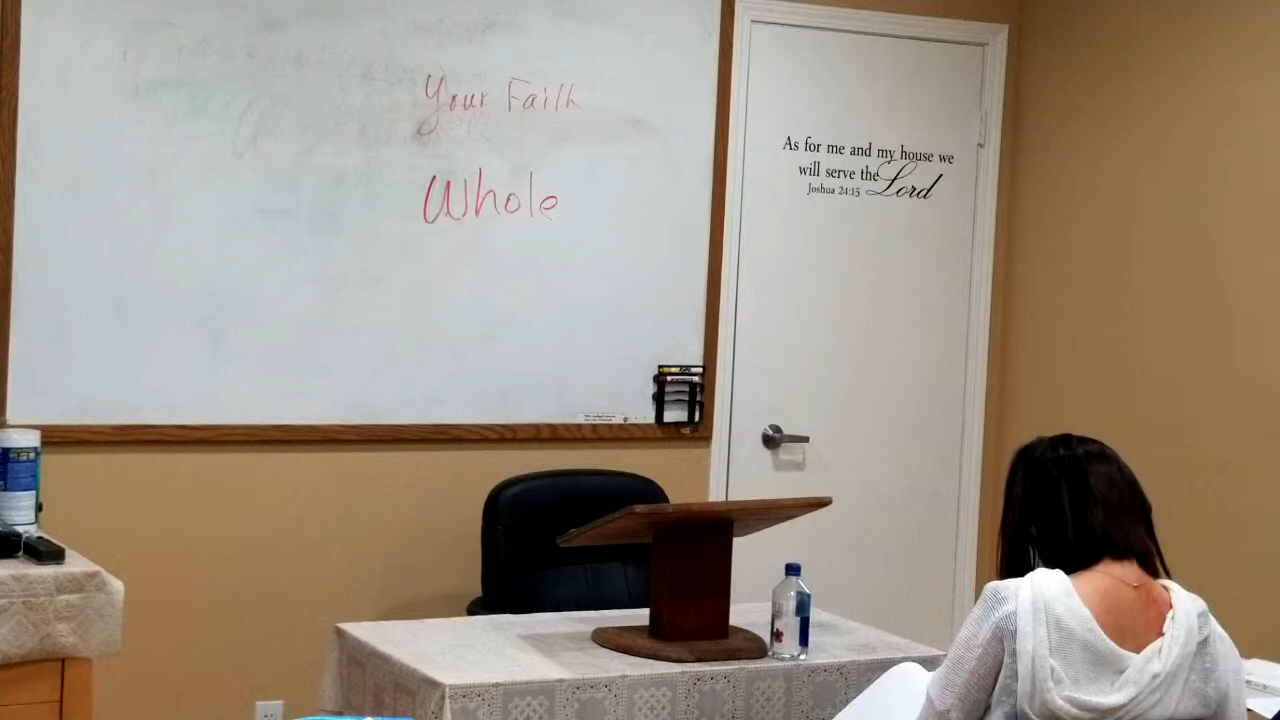 Your Faith
Whole
As for me and my house we
will serve the Lord
Joshua 24:15